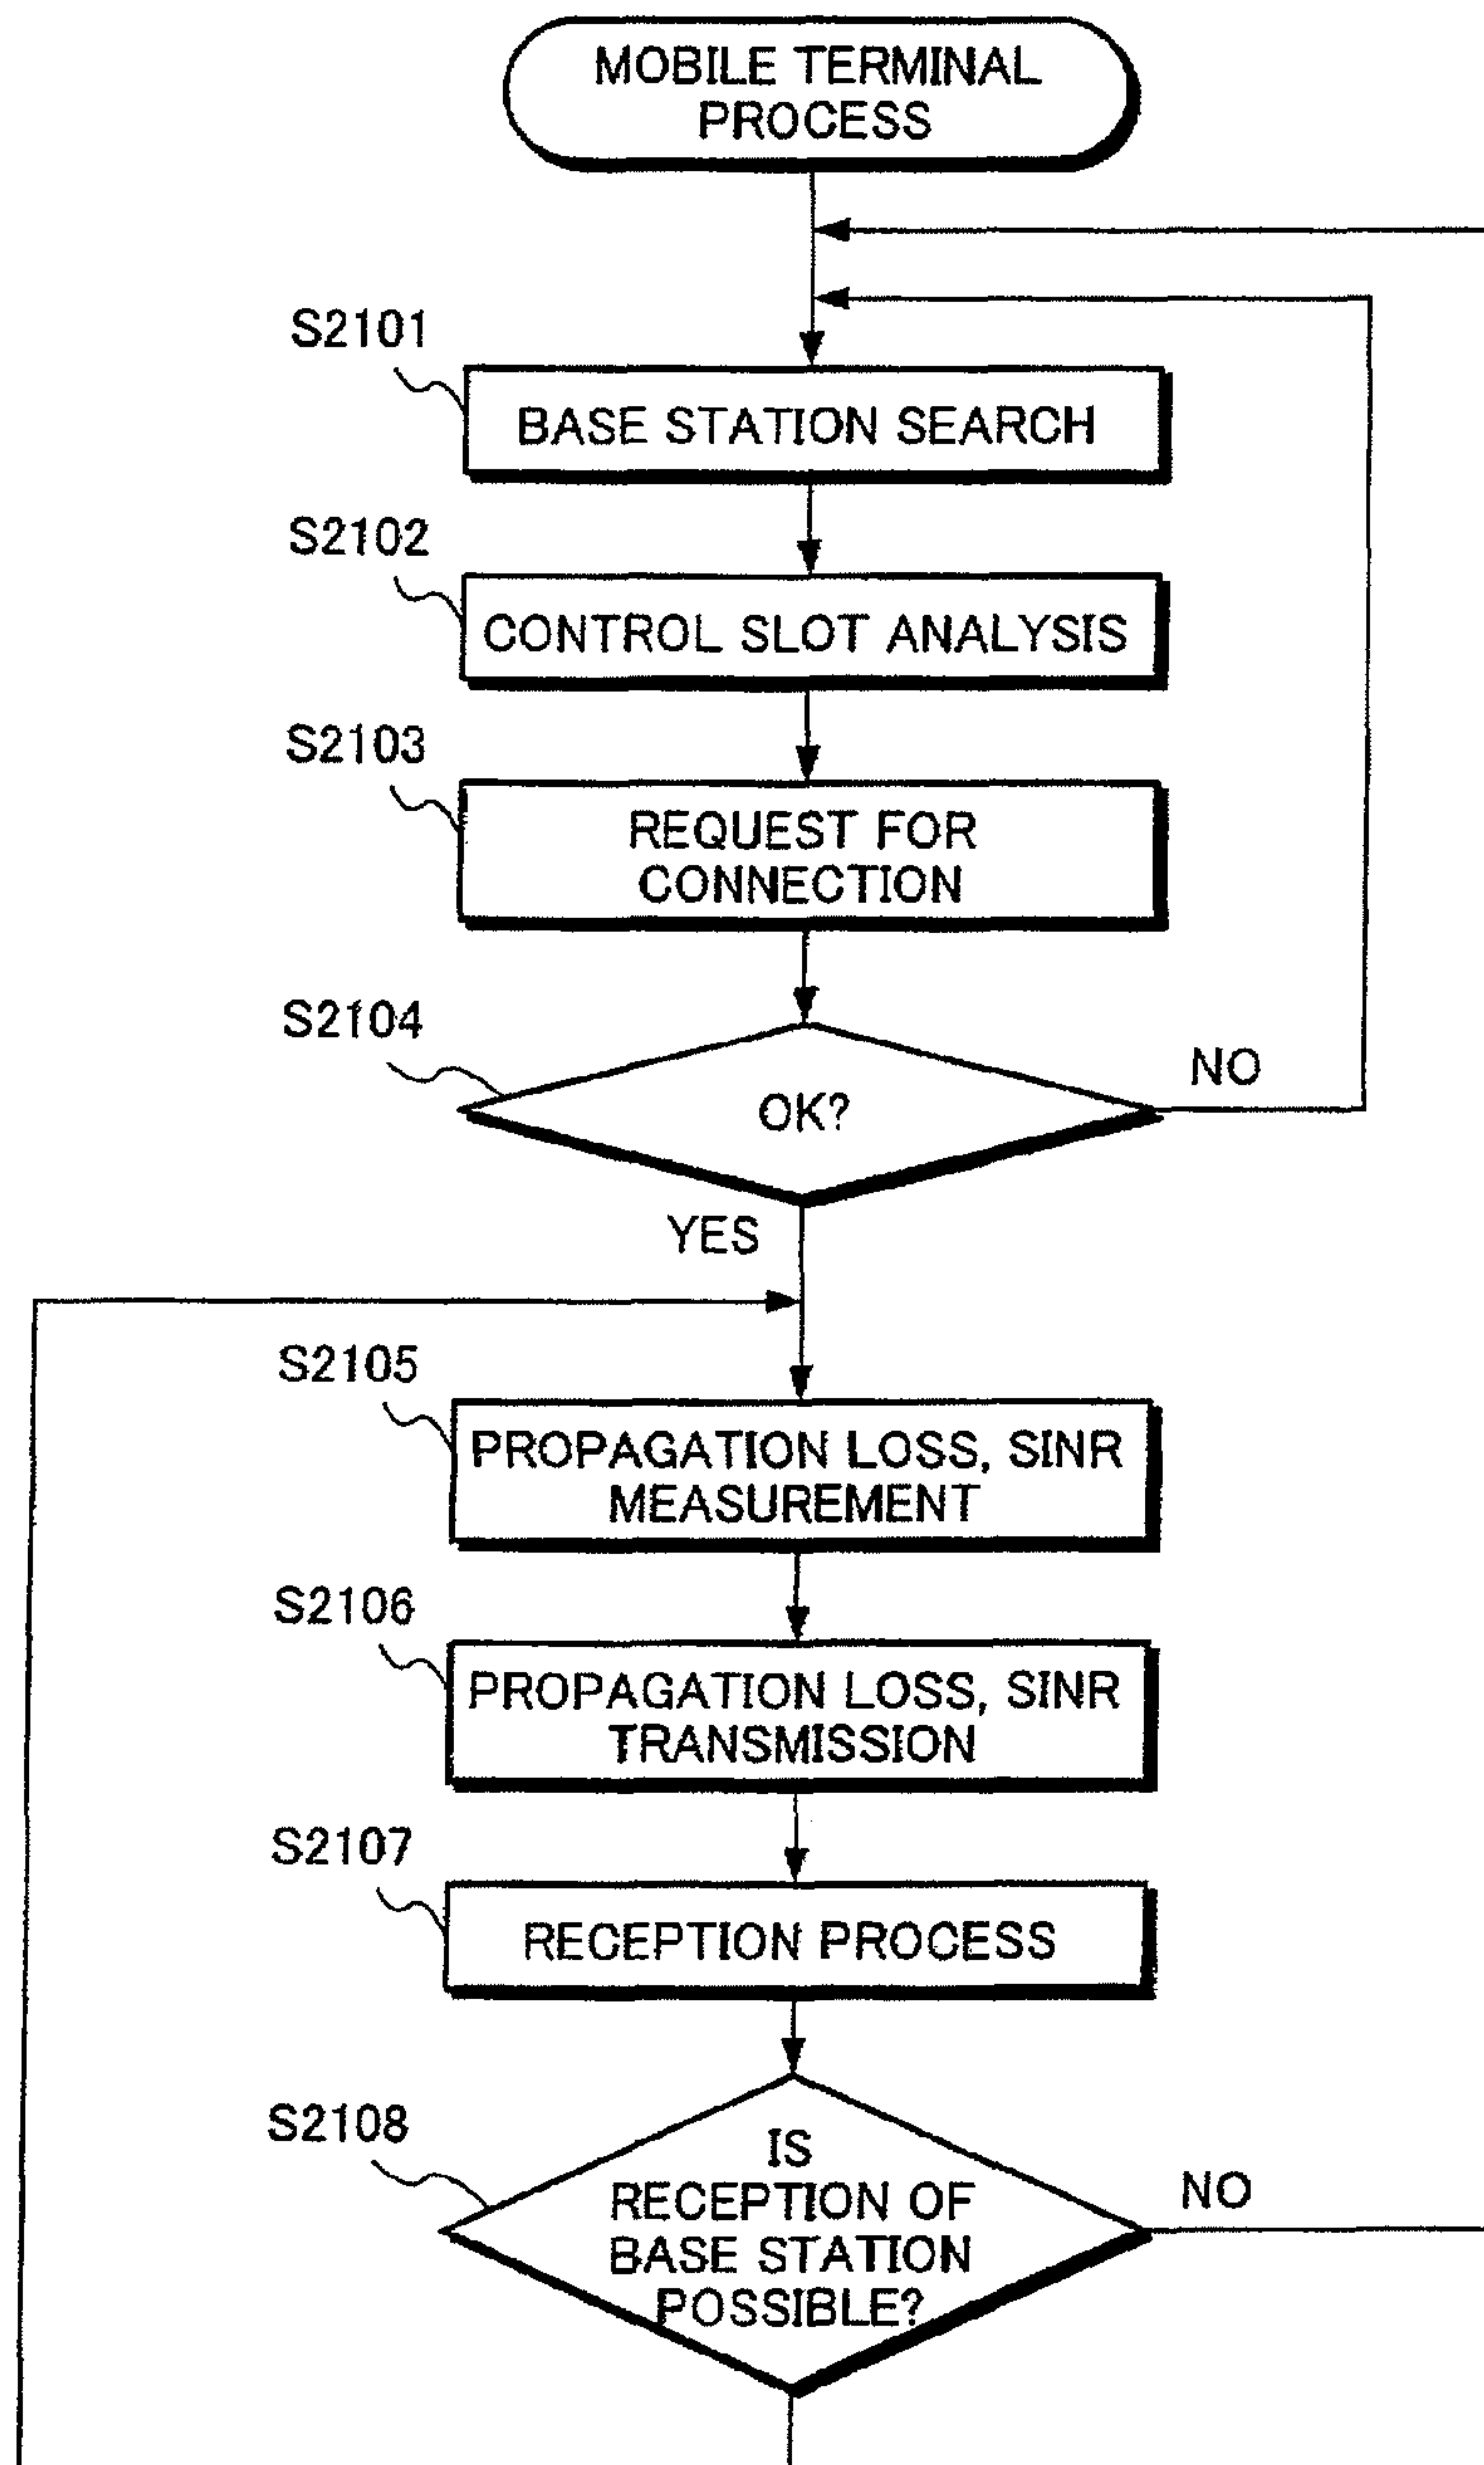 MOBILE TERMINAL
PROCESS
S2101
BASE STATION SEARCH
S2102
CONTROL SLOT ANALYSIS
S2103
REQUEST FOR
CONNECTION
S2104
OK?
NO
YES
S2105
PROPAGATION LOSS, SINR
MEASUREMENT
S2106
PROPAGATION LOSS, SINR
TRANSMISSION
S2107
RECEPTION PROCESS
S2108
IS
RECEPTION OF
BASE STATION
POSSIBLE?
NO